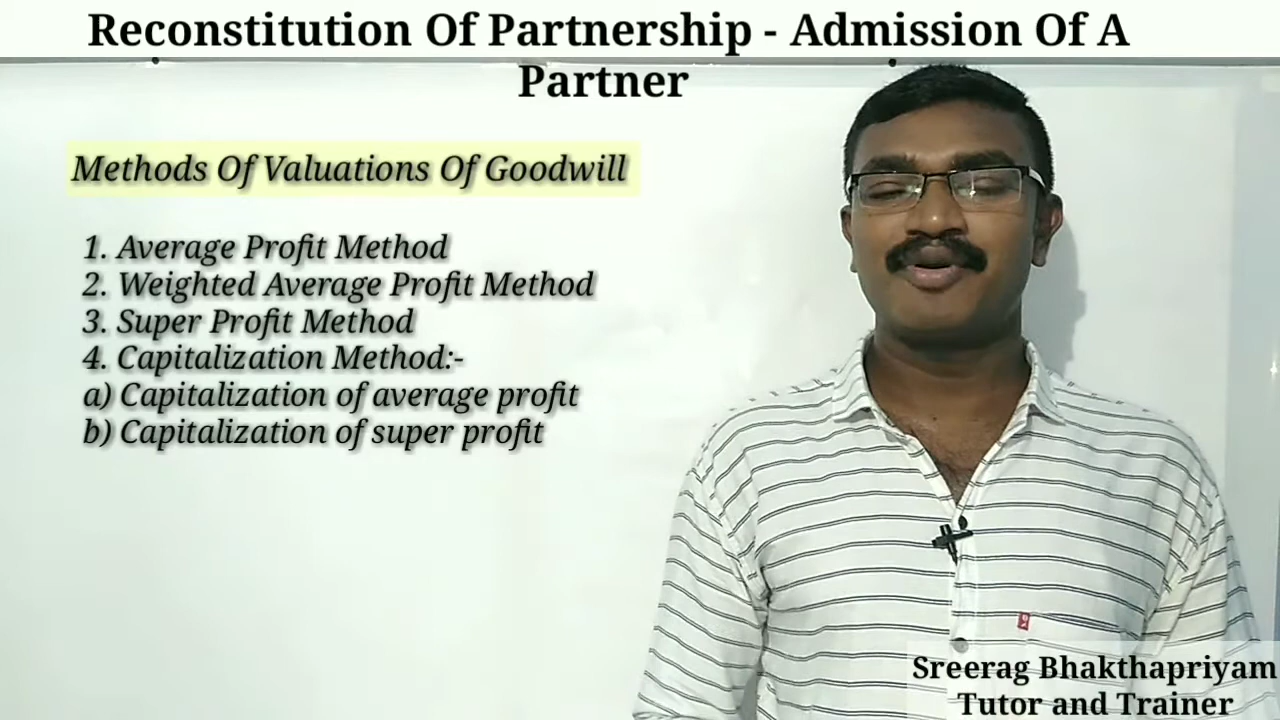 Reconstitution Of Partnership - Admission Of A
Partner
Methods Of Valuations Of Goodwill
1. Average Profit Method
2. Weighted Average Profit Method
3. Super Profit Method
4. Capitalization Method:-
a) Capitalization of average profit
b) Capitalization of super profit
Sreerag Bhakthapriyam
Tutor and Trainer